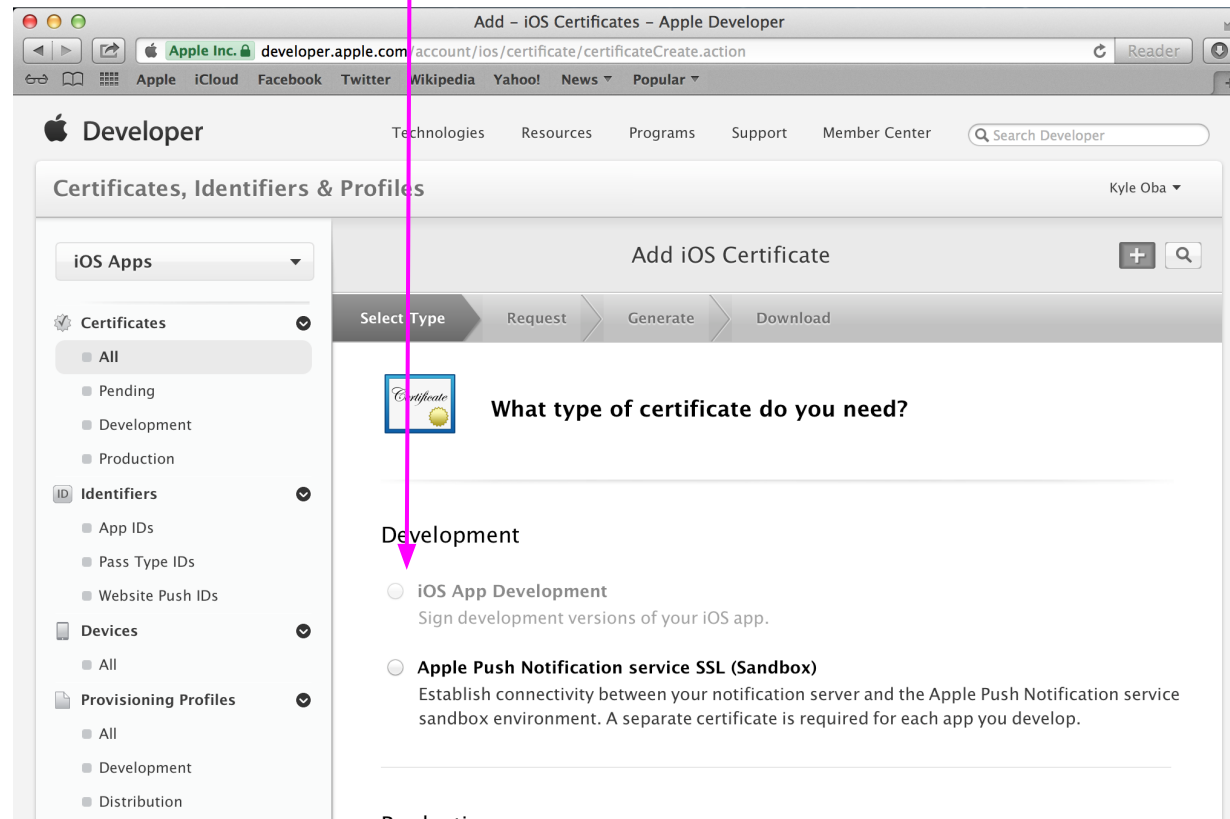 Add – iOS Certificates – Apple Developer
Apple Inc. developer.apple.com/account/ios/certificate/certificateCreate.action Reader
Apple iCloud Facebook Twitter Wikipedia Yahoo! News Popular
Developer Technologies Resources Programs Support Member Center Search Developer
Certificates, Identifiers & Profiles Kyle Oba
iOS Apps
Certificates
All
Pending
Development
Production
ID Identifiers
App IDs
Pass Type IDs
Website Push IDs
Devices
All
Provisioning Profiles
All
Development
Distribution
Add iOS Certificate
Select Type Request Generate Download
Certificate
What type of certificate do you need?
Development
iOS App Development
Sign development versions of your iOS app.
Apple Push Notification service SSL (Sandbox)
Establish connectivity between your notification server and the Apple Push Notification service
sandbox environment. A separate certificate is required for each app you develop.